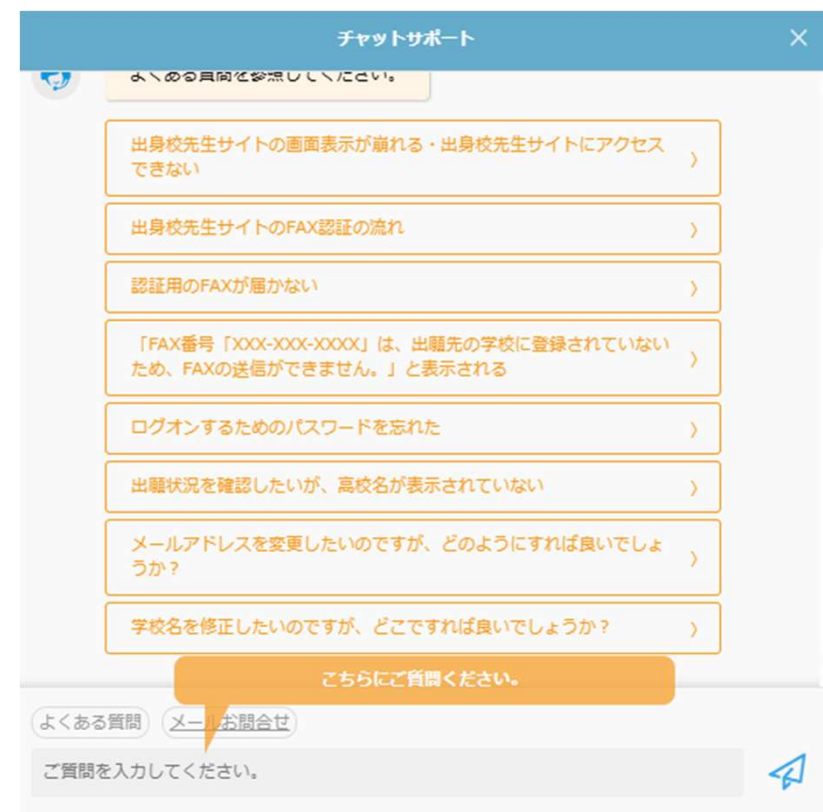 チャットサポート
よくある質問を参照してください。
出身校先生サイトの画面表示が崩れる・出身校先生サイトにアクセス
できない
出身校先生サイトのFAX認証の流れ
認証用のFAXが届かない
「FAX番号「XXX-XXX-XXXX」は、出願先の学校に登録されていない
ため、FAXの送信ができません。」と表示される
ログオンするためのパスワードを忘れた
出願状況を確認したいが、高校名が表示されていない
メールアドレスを変更したいのですが、どのようにすれば良いでしょ
うか？
学校名を修正したいのですが、どこですれば良いでしょうか？
こちらにご質問ください。
よくある質問 メールお問合せ
ご質問を入力してください。